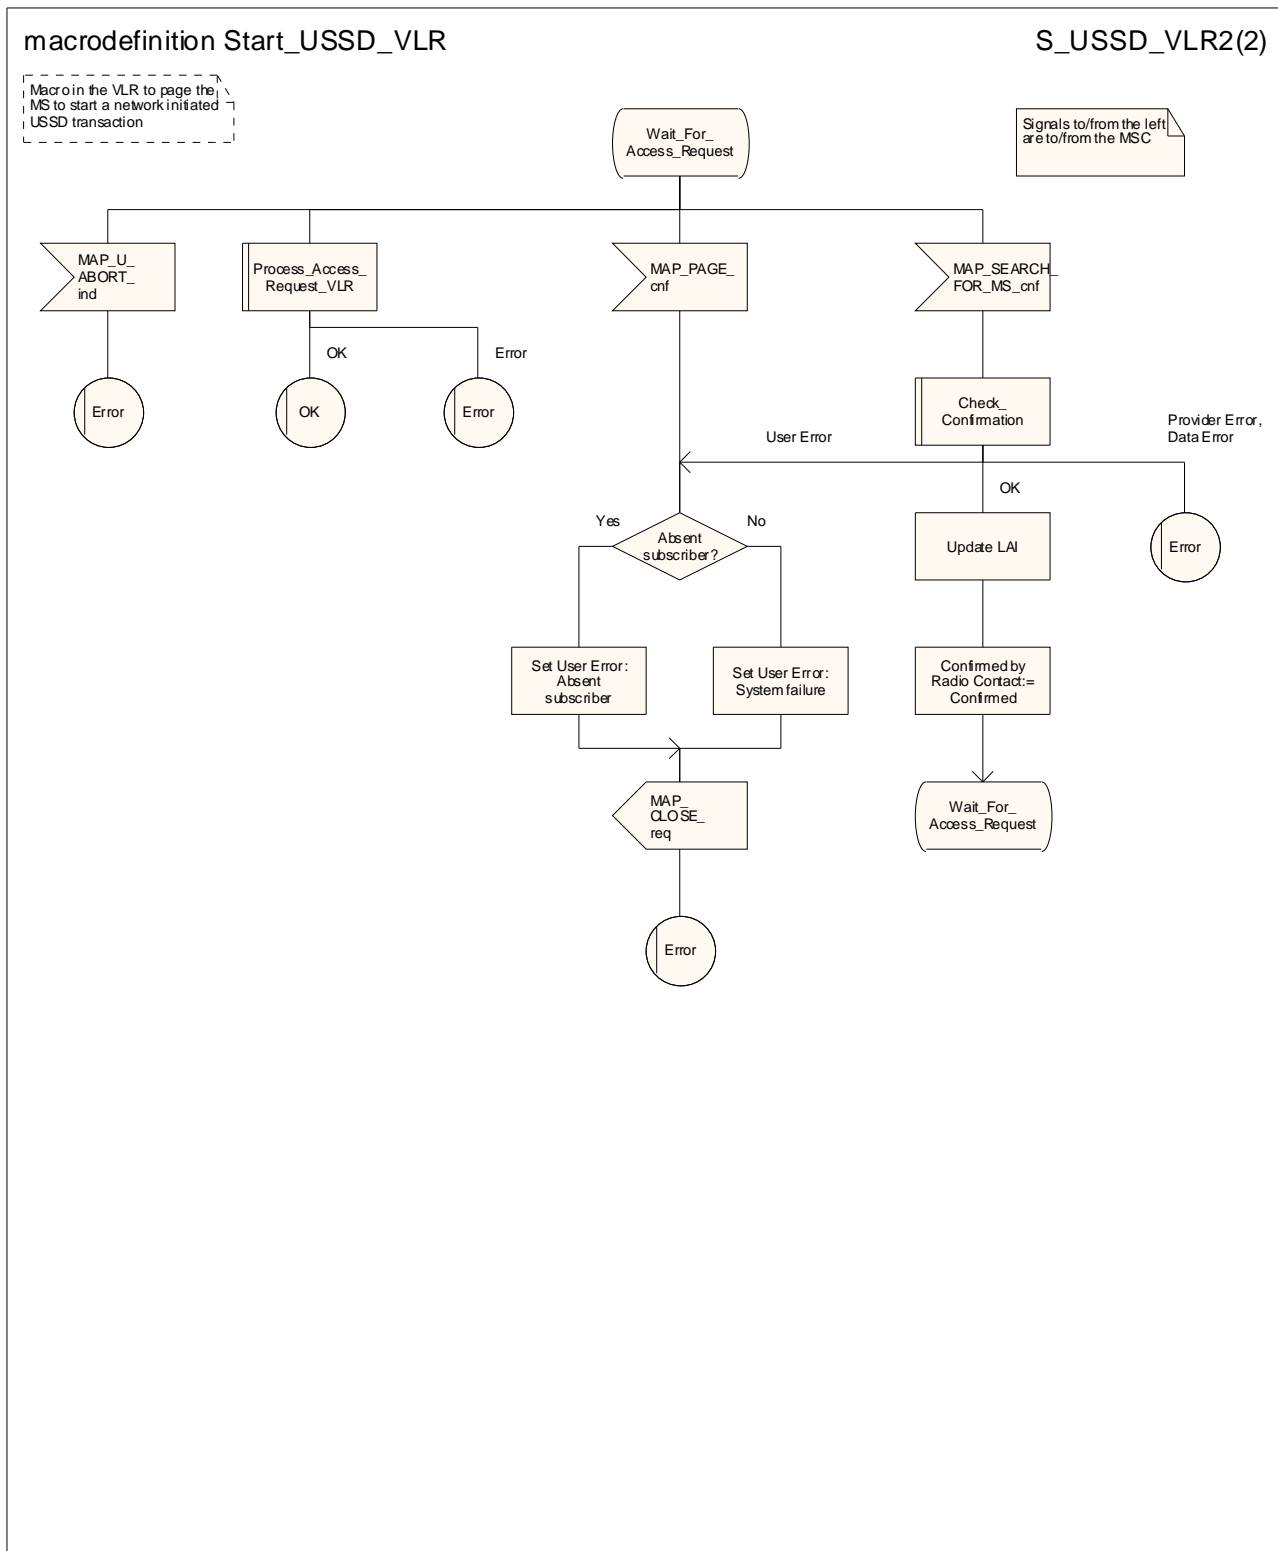 macrodefinition Start_USSD_VLR
S_USSD_VLR2(2)
Macro in the VLR to page the
MS to start a network initiated
USSD transaction
Signals to/from the left
are to/from the MSC
Wait_For_
Access_Request
MAP_U_
ABORT_
ind
Process_Access_
Request_VLR
MAP_PAGE_
cnf
MAP_SEARCH_
FOR_MS_cnf
OK
Error
Error
OK
Error
Check_
Confirmation
User Error
Provider Error,
Data Error
OK
Yes
No
Absent
subscriber?
Update LAI
Error
Set User Error:
Absent
subscriber
Set User Error:
System failure
Confirmed by
Radio Contact:=
Confirmed
MAP_
CLOSE_
req
Wait_For_
Access_Request
Error